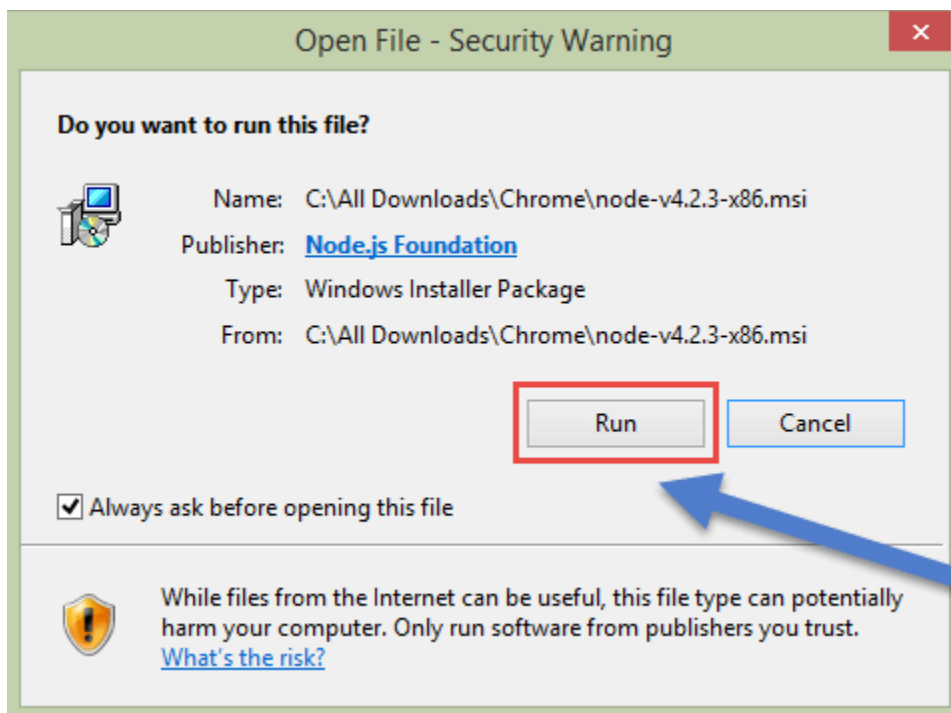 Open File - Security Warning
Do you want to run this file?
Name: C:\All Downloads\Chrome\node-v4.2.3-x86.msi
Publisher: Node.js Foundation
Type: Windows Installer Package
From: C:\All Downloads\Chrome\node-v4.2.3-x86.msi
Run Cancel
Always ask before opening this file
While files from the Internet can be useful, this file type can potentially
harm your computer. Only run software from publishers you trust.
What's the risk?